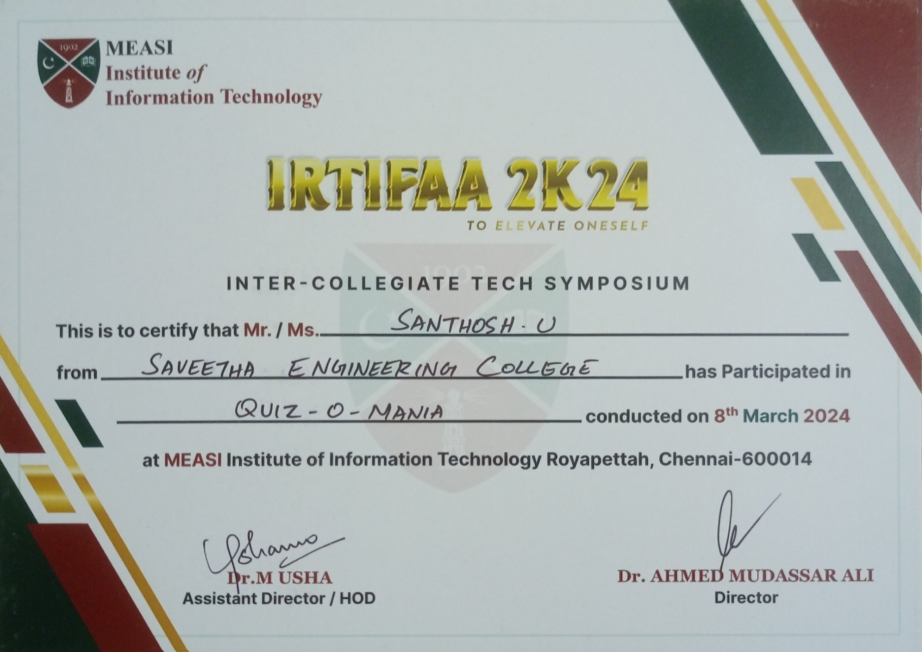 1902
MEASI
Institute of
Information Technology
IRTIFAA 2K24
TO ELEVATE ONESELF
INTER-COLLEGIATE TECH SYMPOSIUM
This is to certify that Mr. / Ms. SANTHOSH. U
from SAVEETHA ENGINEERING COLLEGE has Participated in
QUIZ-O-MANIA conducted on 8th March 2024
at MEASI Institute of Information Technology Royapettah, Chennai-600014
Dr.M USHA
Assistant Director / HOD
Dr. AHMED MUDASSAR ALI
Director